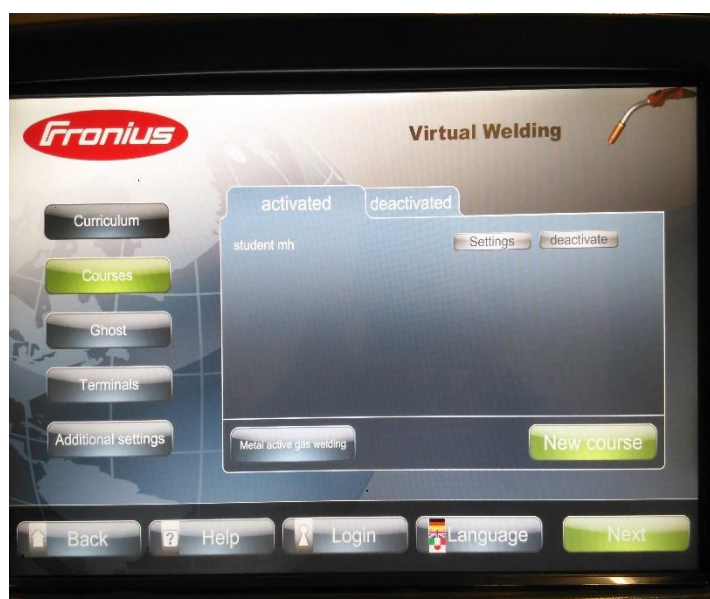 Fronius
Virtual Welding
activated deactivated
Curriculum
student mh Settings deactivate
Courses
Ghost
Terminals
Additional settings
Metal active gas welding New course
Back ? Help Login Language Next